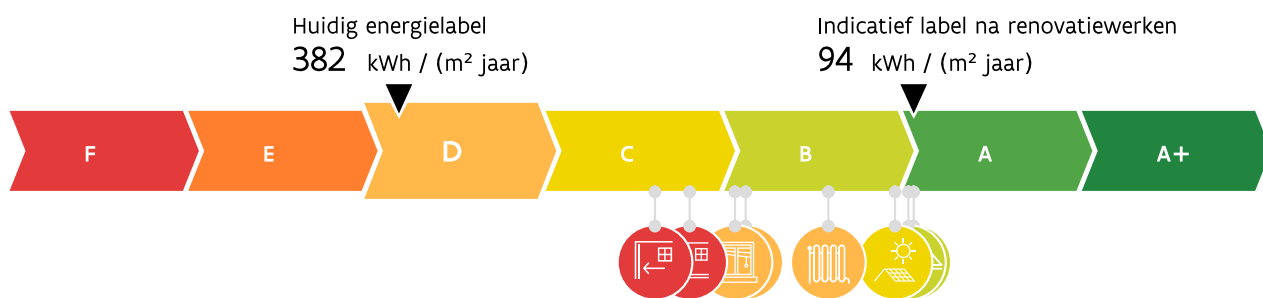 Huidig energielabel
382 kWh / (m² jaar)
Indicatief label na renovatiewerken
94 kWh / (m² jaar)
F E D C B A A+